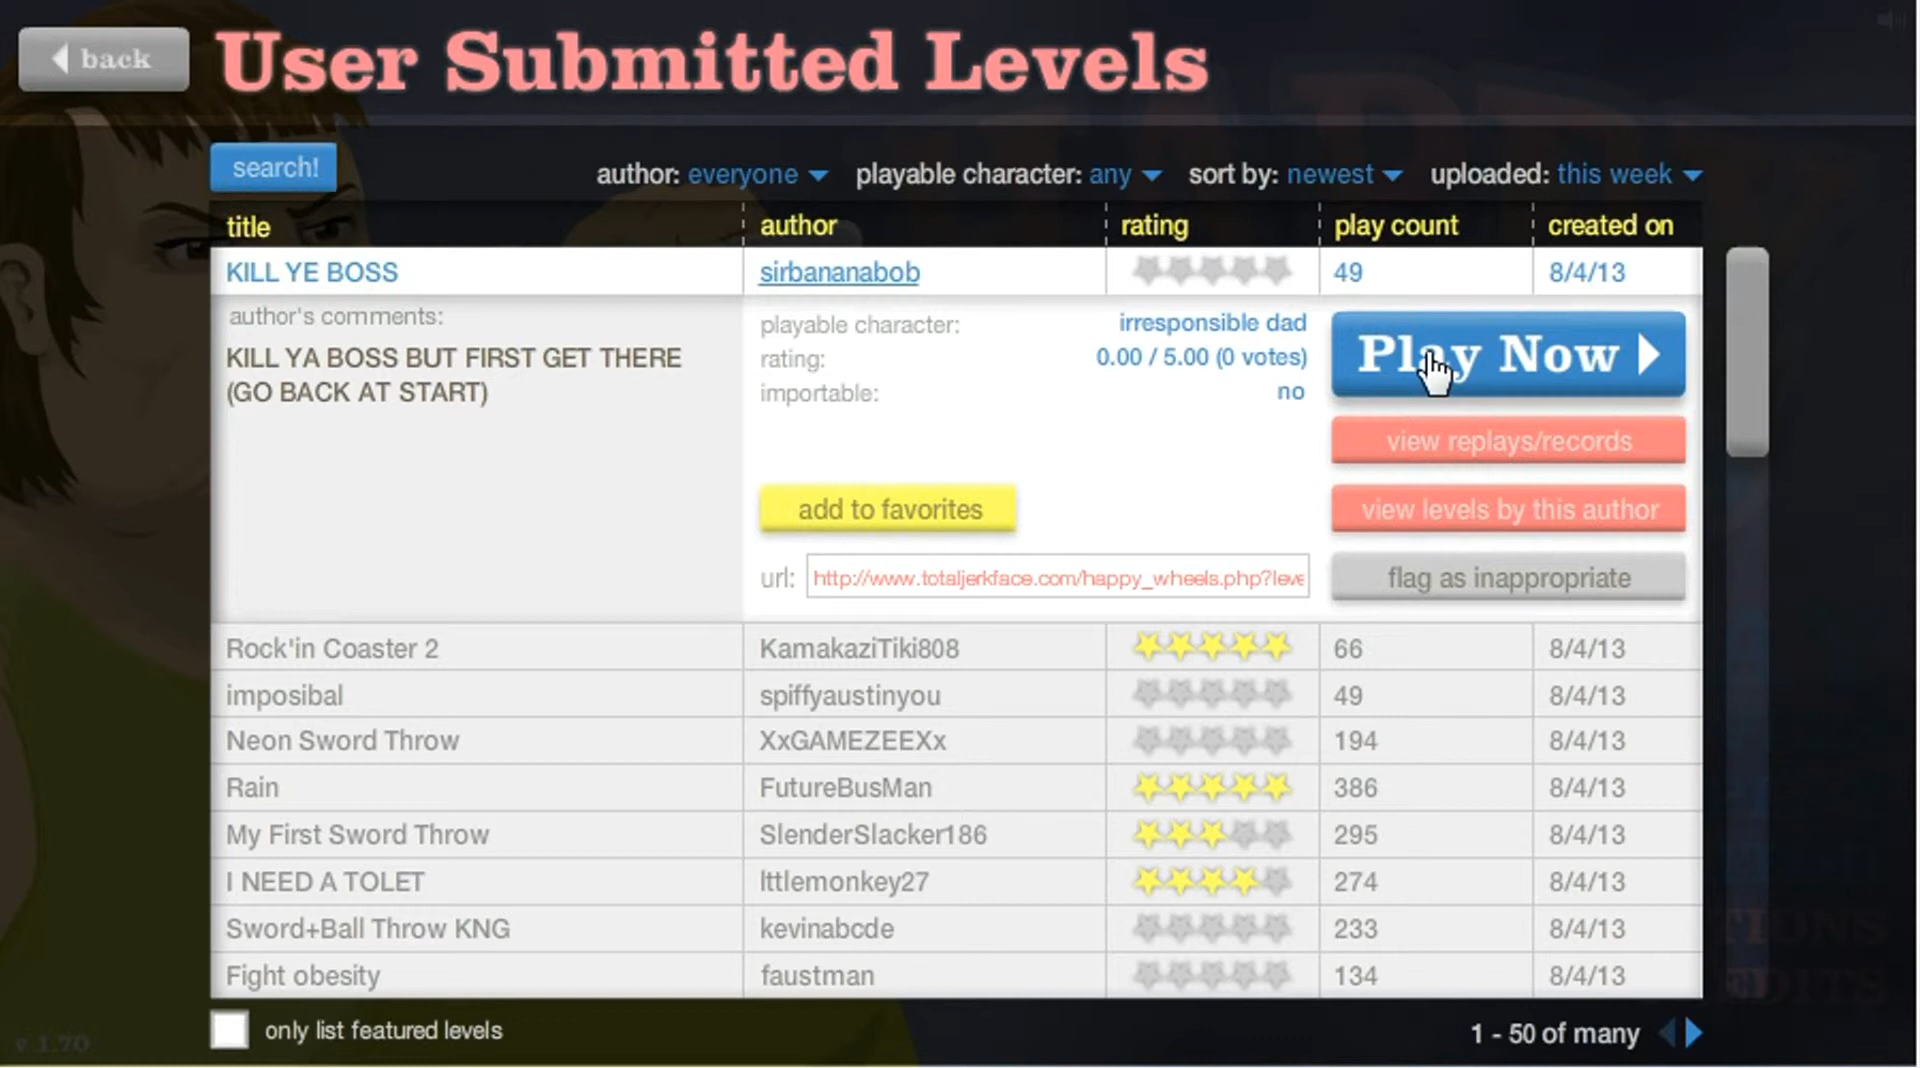 back
User Submitted Levels
search!
author: everyone playable character: any sort by: newest uploaded: this week
title author rating play count created on
KILL YE BOSS sirbananabob 49 8/4/13
author's comments:
KILL YA BOSS BUT FIRST GET THERE
(GO BACK AT START)
playable character: irresponsible dad
rating: 0.00 / 5.00 (0 votes)
importable: no
Play Now
view replays/records
add to favorites
view levels by this author
url: http://www.totaljerkface.com/happy_wheels.php?leve
flag as inappropriate
Rock'in Coaster 2 KamakaziTiki808 66 8/4/13
imposibal spiffyaustinyou 49 8/4/13
Neon Sword Throw XxGAMEZEEXx 194 8/4/13
Rain FutureBusMan 386 8/4/13
My First Sword Throw SlenderSlacker186 295 8/4/13
I NEED A TOLET lttlemonkey27 274 8/4/13
Sword+Ball Throw KNG kevinabcde 233 8/4/13
Fight obesity faustman 134 8/4/13
only list featured levels
1 - 50 of many
v 1.70